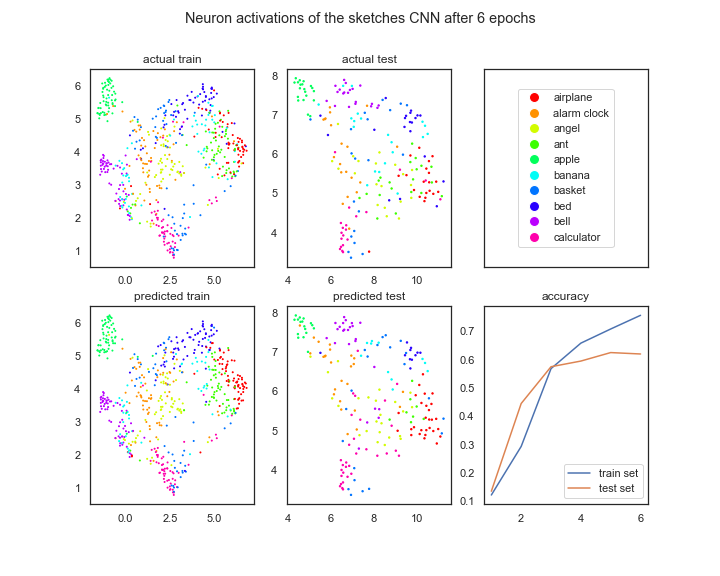 Neuron activations of the sketches CNN after 6 epochs
actual train
6
5
4
3
2
1
0.0 2.5 5.0
actual test
8
7
6
5
4
4 6 8 10
airplane
alarm clock
angel
ant
apple
banana
basket
bed
bell
calculator
predicted train
6
5
4
3
2
1
0.0 2.5 5.0
predicted test
8
7
6
5
4
4 6 8 10
accuracy
0.7
0.6
0.5
0.4
0.3
0.2
0.1
train set
test set
2 4 6